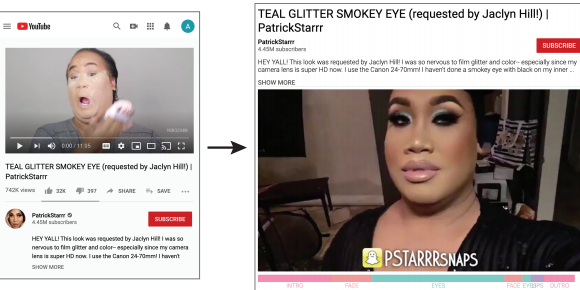 YouTube
A
PATRICKSTARRR
0:00 / 11:05
TEAL GLITTER SMOKEY EYE (requested by Jaclyn Hill!) |
PatrickStarrr
742K views 32K 397 SHARE SAVE ...
PatrickStarrr
4.45M subscribers
SUBSCRIBE
HEY YALL! This look was requested by Jaclyn Hill! I was so
nervous to film glitter and color-- especially since my camera
lens is super HD now. I use the Canon 24-70mm! I haven't
SHOW MORE
TEAL GLITTER SMOKEY EYE (requested by Jaclyn Hill!) |
PatrickStarrr
PatrickStarrr
4.45M subscribers
SUBSCRIBE
HEY YALL! This look was requested by Jaclyn Hill! I was so nervous to film glitter and color-- especially since my
camera lens is super HD now. I use the Canon 24-70mm! I haven't done a smokey eye with black on my inner ...
SHOW MORE
PSTARRRSNAPS
INTRO FACE EYES FACE EYES LIPS OUTRO